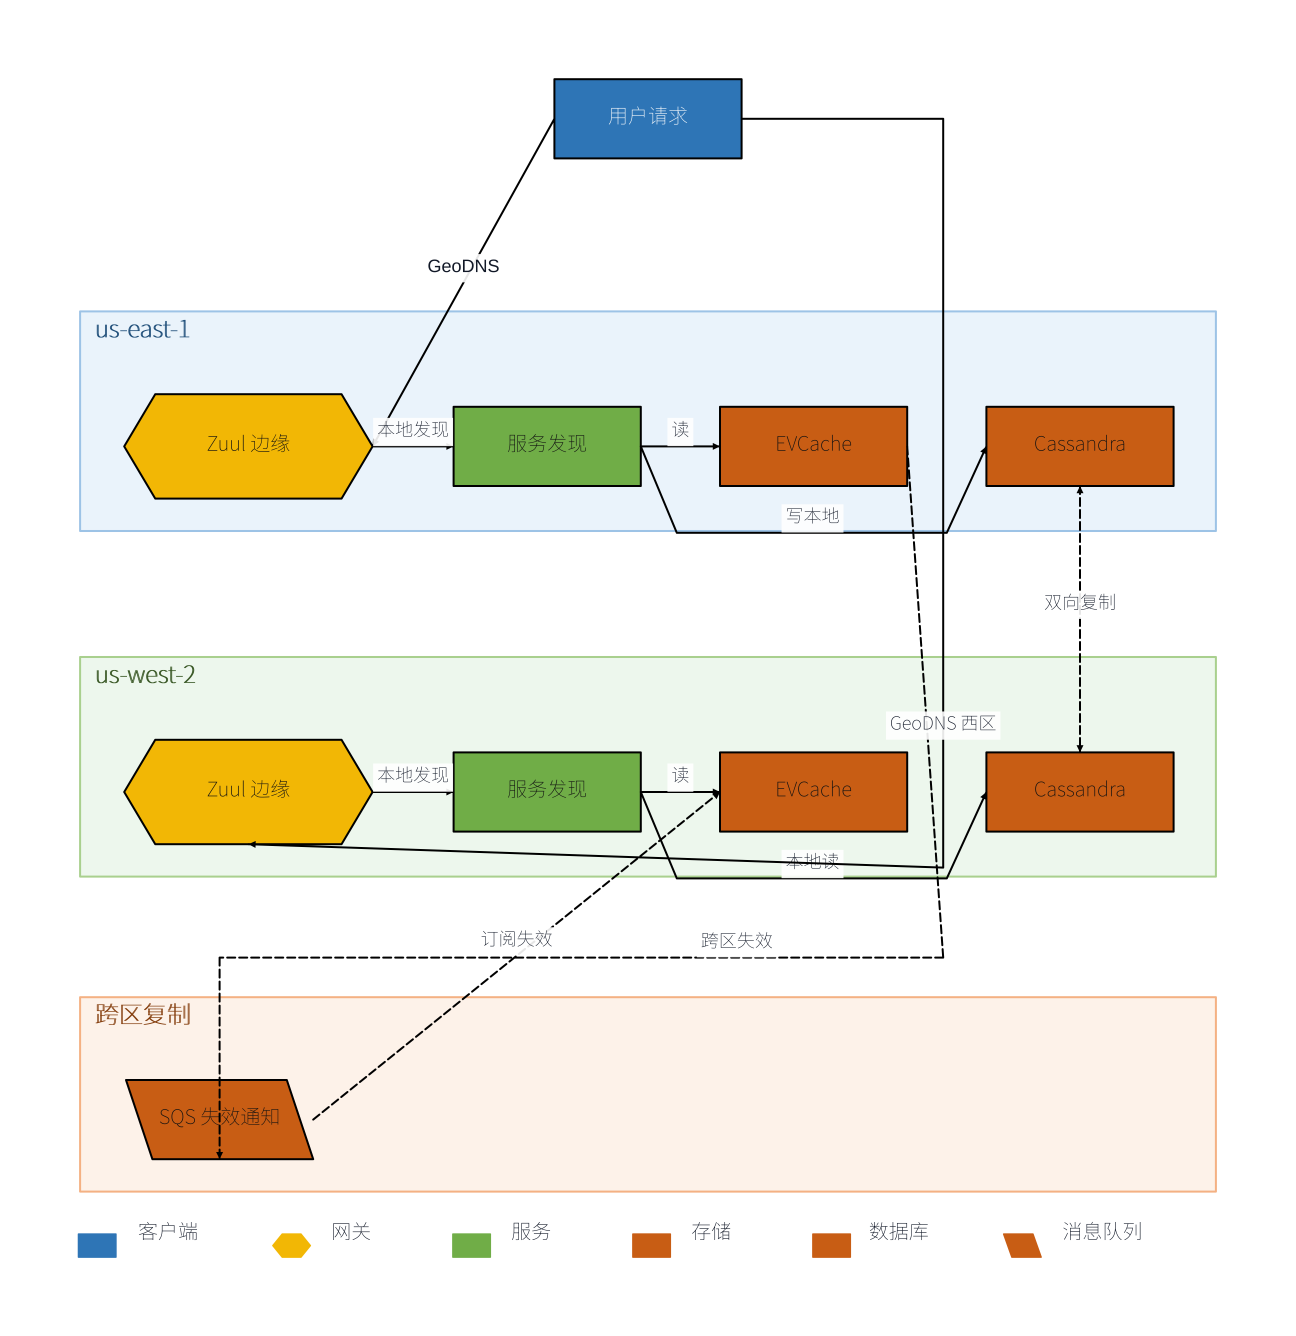 用户请求
GeoDNS
us-east-1
本地发现
读
Zuul 边缘
服务发现
EVCache
Cassandra
写本地
双向复制
us-west-2
GeoDNS 西区
本地发现
读
Zuul 边缘
服务发现
EVCache
Cassandra
本地读
订阅失效
跨区失效
跨区复制
SQS 失效通知
客户端
网关
服务
存储
数据库
消息队列